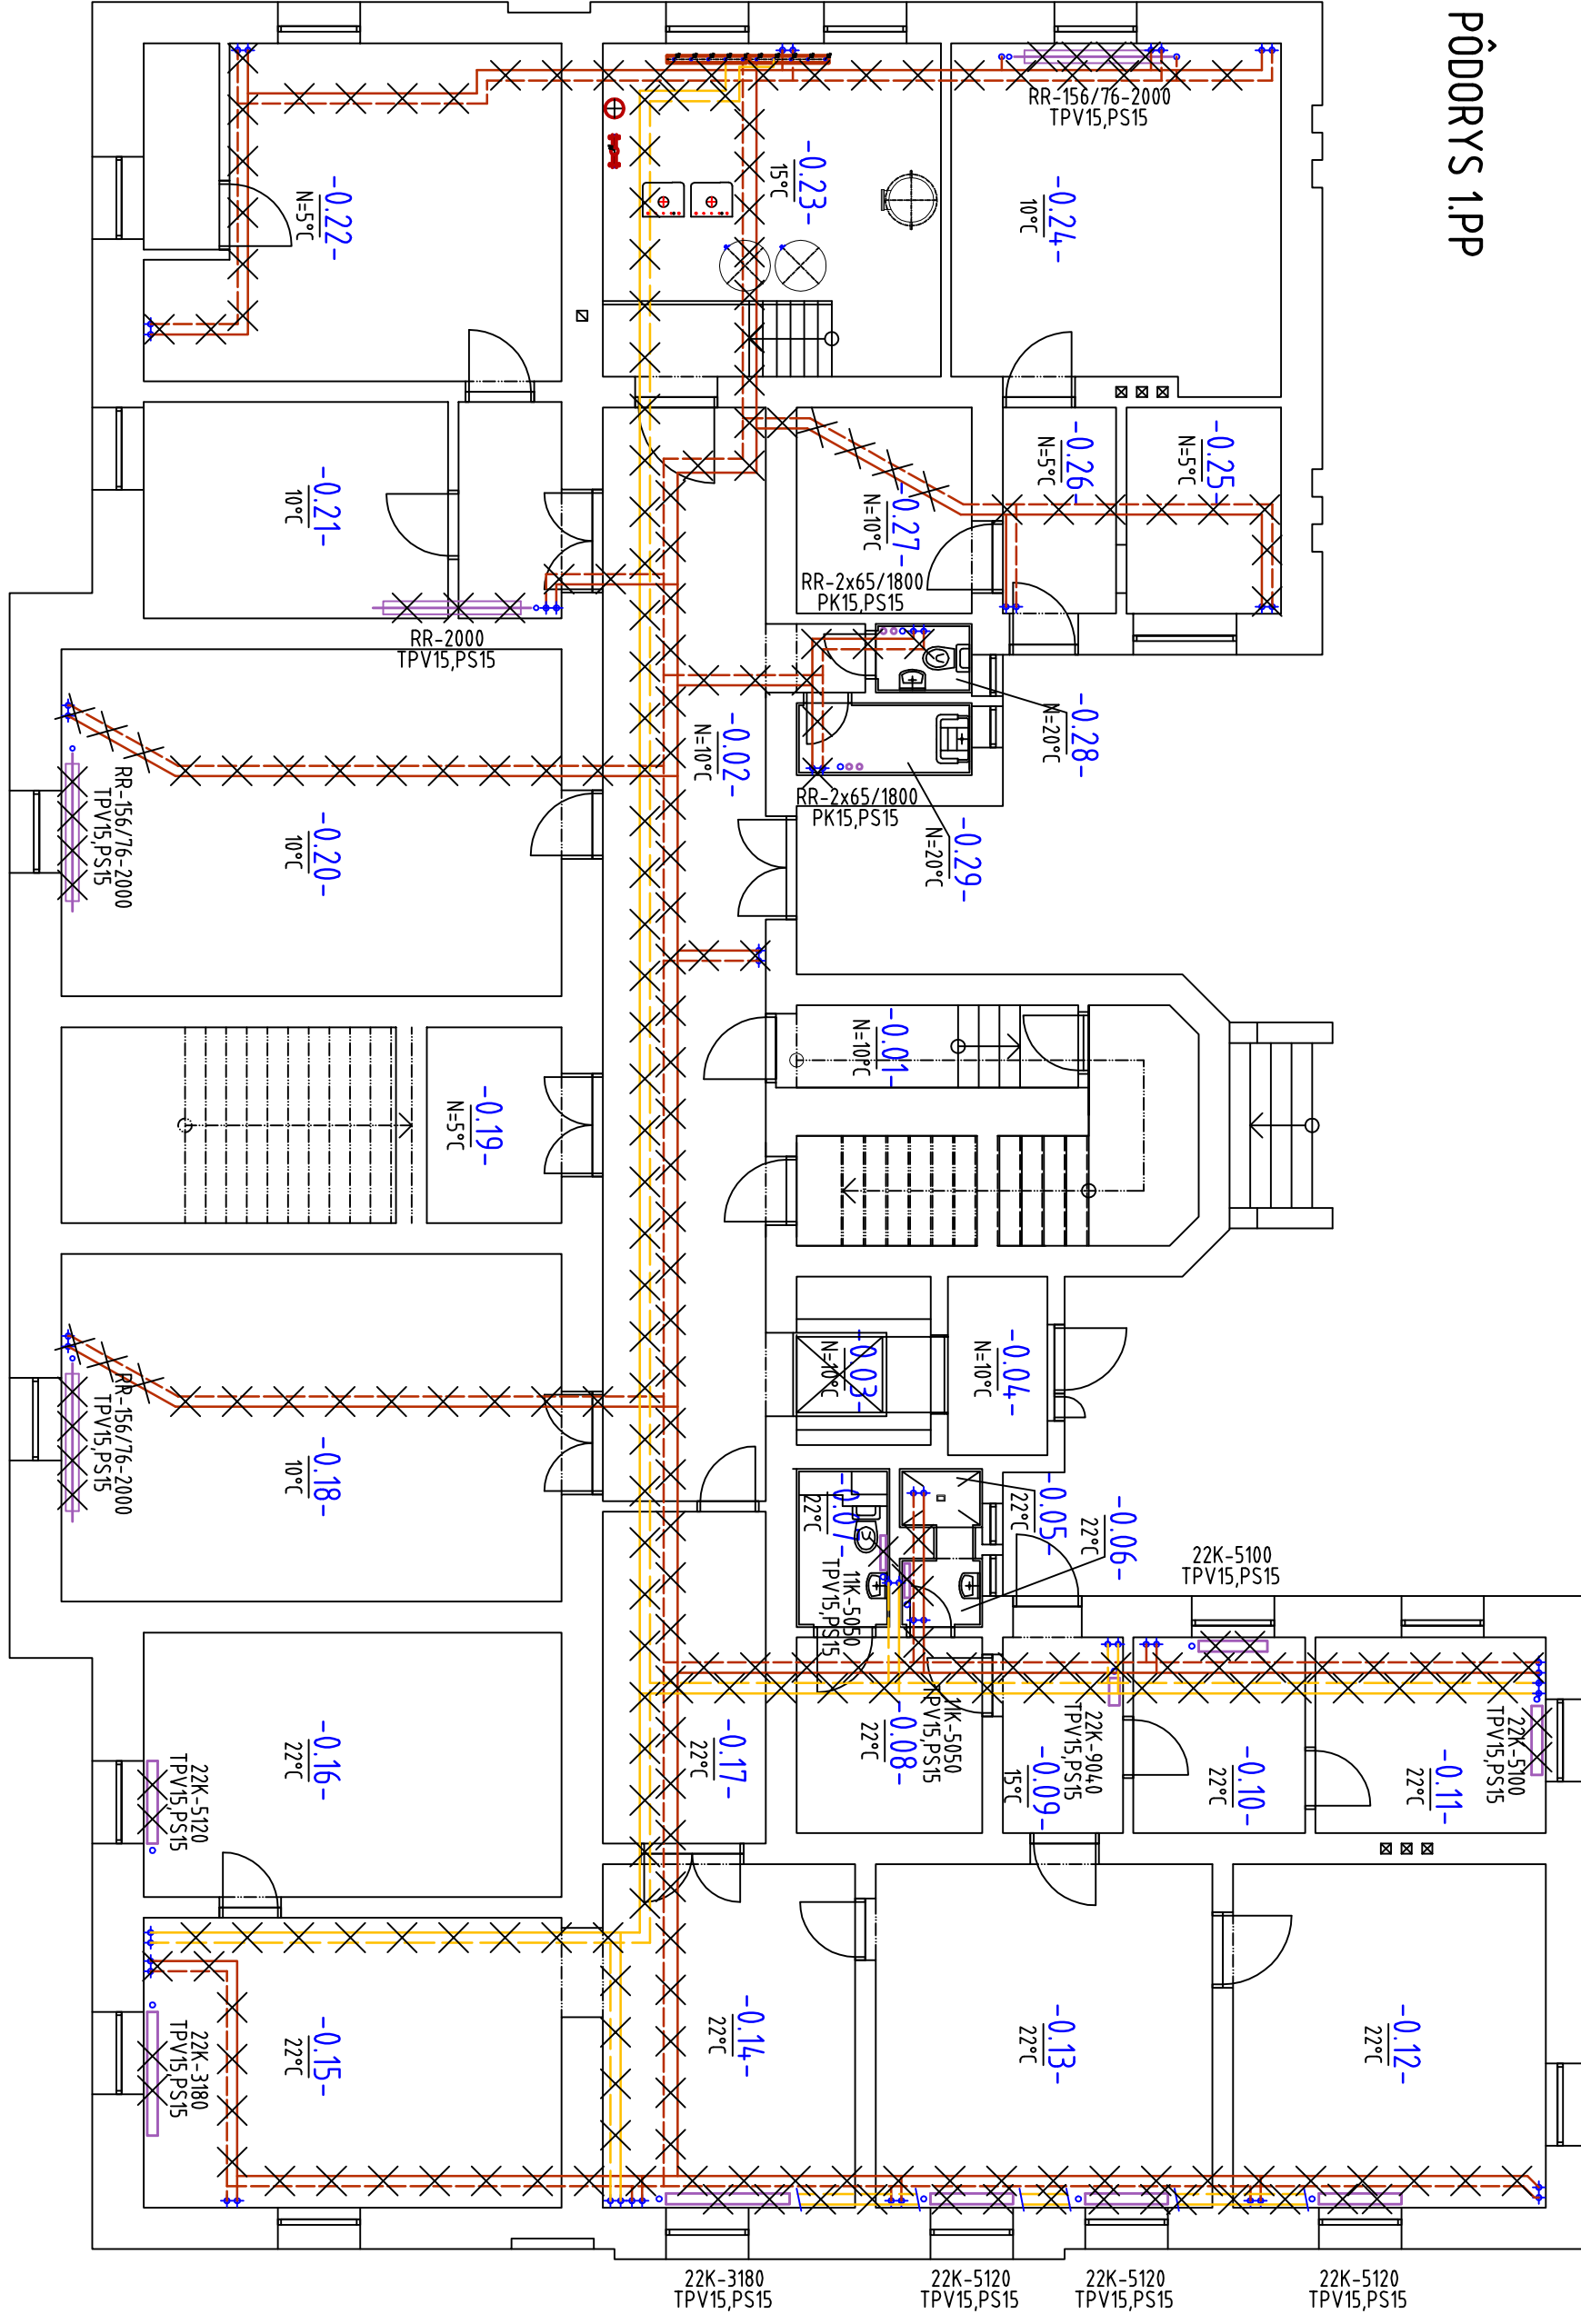 PÔDORYS 1.PP
RR-156/76-2000
TPV15,PS15
-0.22-
N=5°C
-0.23-
15°C
-0.24-
10°C
-0.21-
10°C
-0.27-
N=10°C
-0.26-
N=5°C
-0.25-
N=5°C
RR-2x65/1800
PK15,PS15
RR-2000
TPV15,PS15
-0.28-
N=20°C
-0.02-
N=10°C
RR-2x65/1800
PK15,PS15
-0.29-
N=20°C
RR-156/76-2000
TPV15,PS15
-0.20-
10°C
-0.01-
N=10°C
-0.19-
N=5°C
-0.03-
N=10°C
-0.04-
N=10°C
RR-156/76-2000
TPV15,PS15
-0.18-
10°C
-0.07-
22°C
-0.05-
22°C
-0.06-
22°C
22K-5100
TPV15,PS15
11K-5050
TPV15,PS15
11K-5050
TPV15,PS15
-0.08-
22°C
22K-9040
TPV15,PS15
-0.09-
15°C
-0.10-
22°C
-0.11-
22°C
22K-5100
TPV15,PS15
-0.16-
22°C
-0.17-
22°C
22K-5120
TPV15,PS15
-0.15-
22°C
22K-3180
TPV15,PS15
-0.14-
22°C
-0.13-
22°C
-0.12-
22°C
22K-3180
TPV15,PS15
22K-5120
TPV15,PS15
22K-5120
TPV15,PS15
22K-5120
TPV15,PS15